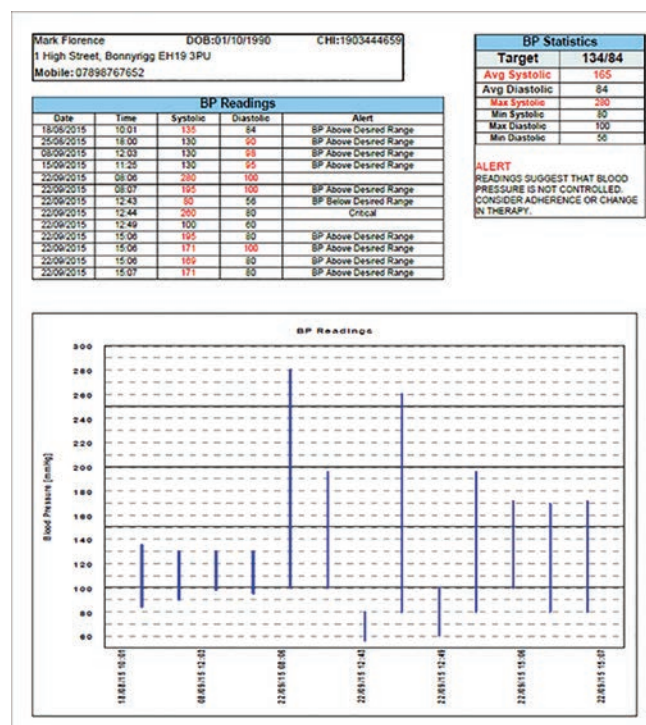 Mark Florence DOB:01/10/1990 CHI:1903444659
1 High Street, Bonnyrigg EH19 3PU
Mobile: 07898767652
BP Statistics
Target 134/84
Avg Systolic 165
Avg Diastolic 84
Max Systolic 280
Min Systolic 80
Max Diastolic 100
Min Diastolic 56
ALERT
READINGS SUGGEST THAT BLOOD
PRESSURE IS NOT CONTROLLED.
CONSIDER ADHERENCE OR CHANGE
IN THERAPY.
BP Readings
Date Time Systolic Diastolic Alert
18/08/2015 10:01 135 84 BP Above Desired Range
25/08/2015 18:00 130 90 BP Above Desired Range
08/09/2015 12:03 130 98 BP Above Desired Range
15/09/2015 11:25 130 95 BP Above Desired Range
22/09/2015 08:06 280 100
22/09/2015 08:07 195 100 BP Above Desired Range
22/09/2015 12:43 80 56 BP Below Desired Range
22/09/2015 12:44 260 80 Critical
22/09/2015 12:49 100 60
22/09/2015 15:06 195 80 BP Above Desired Range
22/09/2015 15:06 171 100 BP Above Desired Range
22/09/2015 15:06 169 80 BP Above Desired Range
22/09/2015 15:07 171 80 BP Above Desired Range
BP Readings
Blood Pressure [mmHg]
300
280
260
240
220
200
180
160
140
120
100
80
60
18/08/15 10:01
08/09/15 12:03
22/09/15 08:06
22/09/15 12:43
22/09/15 12:49
22/09/15 15:06
22/09/15 15:07